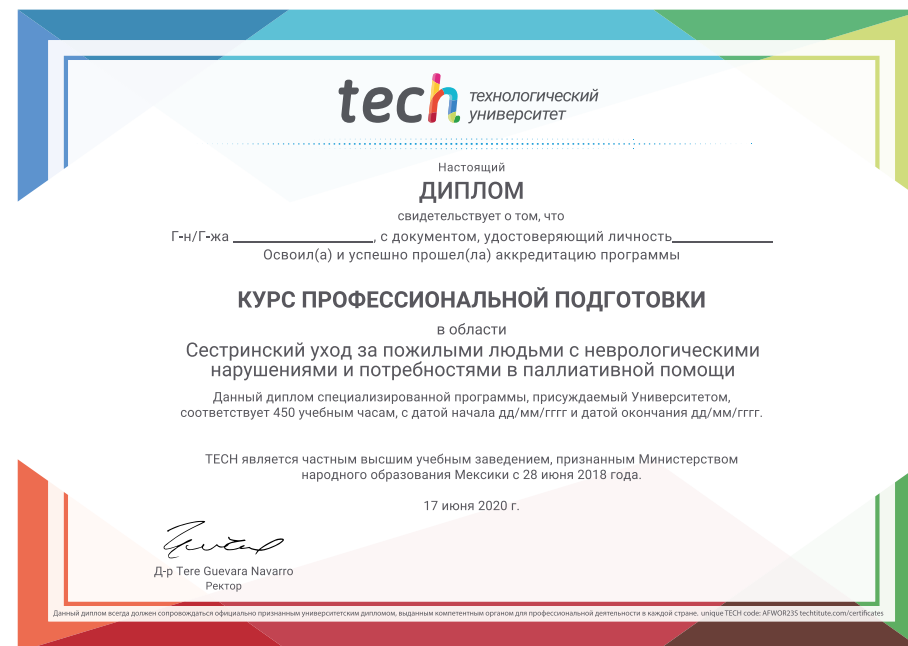 tech технологический
университет
Настоящий
ДИПЛОМ
свидетельствует о том, что
Г-н/Г-жа ____________________, с документом, удостоверяющий личность______________
Освоил(а) и успешно прошел(ла) аккредитацию программы
КУРС ПРОФЕССИОНАЛЬНОЙ ПОДГОТОВКИ
в области
Сестринский уход за пожилыми людьми с неврологическими
нарушениями и потребностями в паллиативной помощи
Данный диплом специализированной программы, присуждаемый Университетом,
соответствует 450 учебным часам, с датой начала дд/мм/гггг и датой окончания дд/мм/гггг.
TECH является частным высшим учебным заведением, признанным Министерством
народного образования Мексики с 28 июня 2018 года.
17 июня 2020 г.
Д-р Tere Guevara Navarro
Ректор
Данный диплом всегда должен сопровождаться официально признанным университетским дипломом, выданным компетентным органом для профессиональной деятельности в каждой стране. unique TECH code: AFWOR23S techtitute.com/certificates